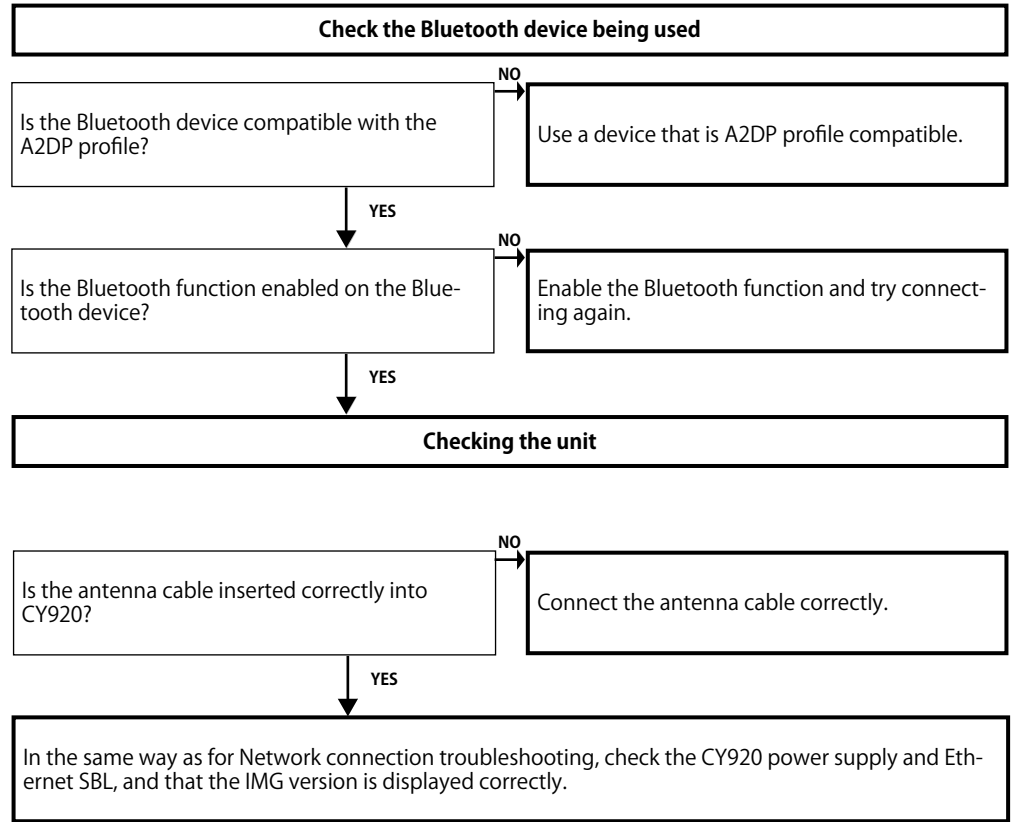 Check the Bluetooth device being used
NO
Is the Bluetooth device compatible with the
A2DP profile?
Use a device that is A2DP profile compatible.
YES
NO
Is the Bluetooth function enabled on the Blue-
tooth device?
Enable the Bluetooth function and try connect-
ing again.
YES
Checking the unit
NO
Is the antenna cable inserted correctly into
CY920?
Connect the antenna cable correctly.
YES
In the same way as for Network connection troubleshooting, check the CY920 power supply and Eth-
ernet SBL, and that the IMG version is displayed correctly.